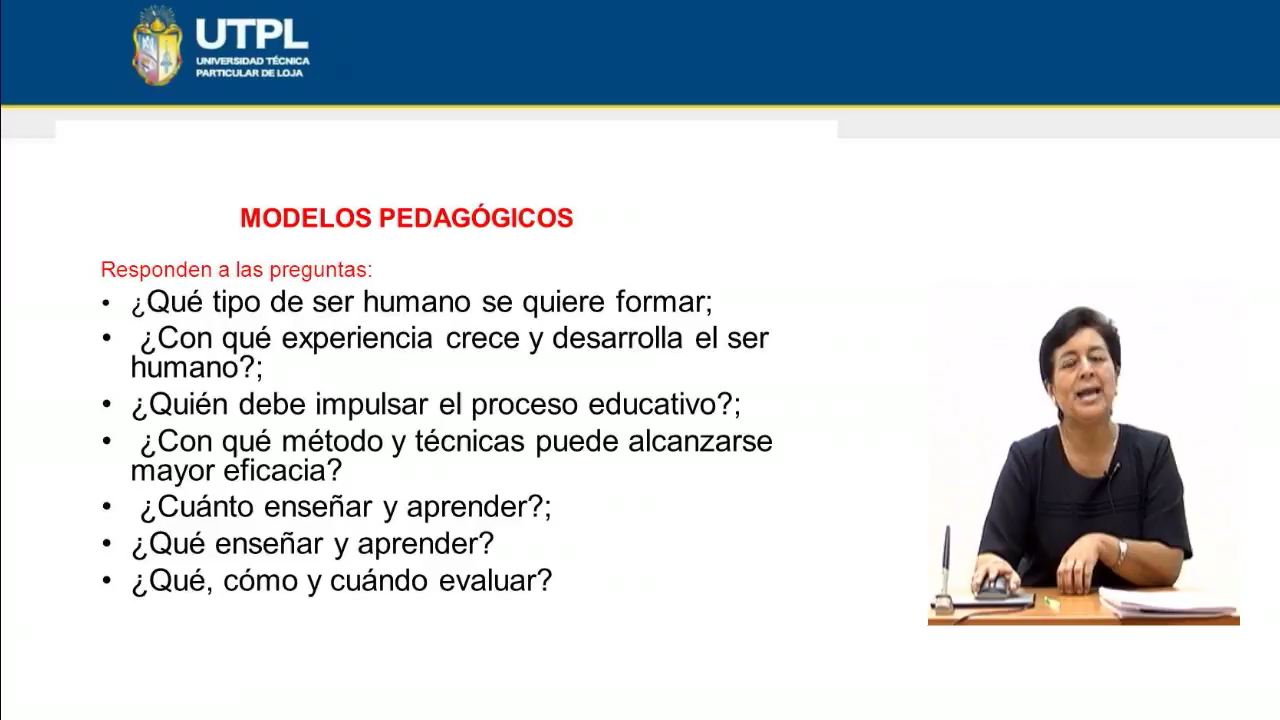 UTPL
UNIVERSIDAD TÉCNICA
PARTICULAR DE LOJA
MODELOS PEDAGÓGICOS
Responden a las preguntas:
• ¿Qué tipo de ser humano se quiere formar;
• ¿Con qué experiencia crece y desarrolla el ser
humano?;
• ¿Quién debe impulsar el proceso educativo?;
• ¿Con qué método y técnicas puede alcanzarse
mayor eficacia?
• ¿Cuánto enseñar y aprender?;
• ¿Qué enseñar y aprender?
• ¿Qué, cómo y cuándo evaluar?